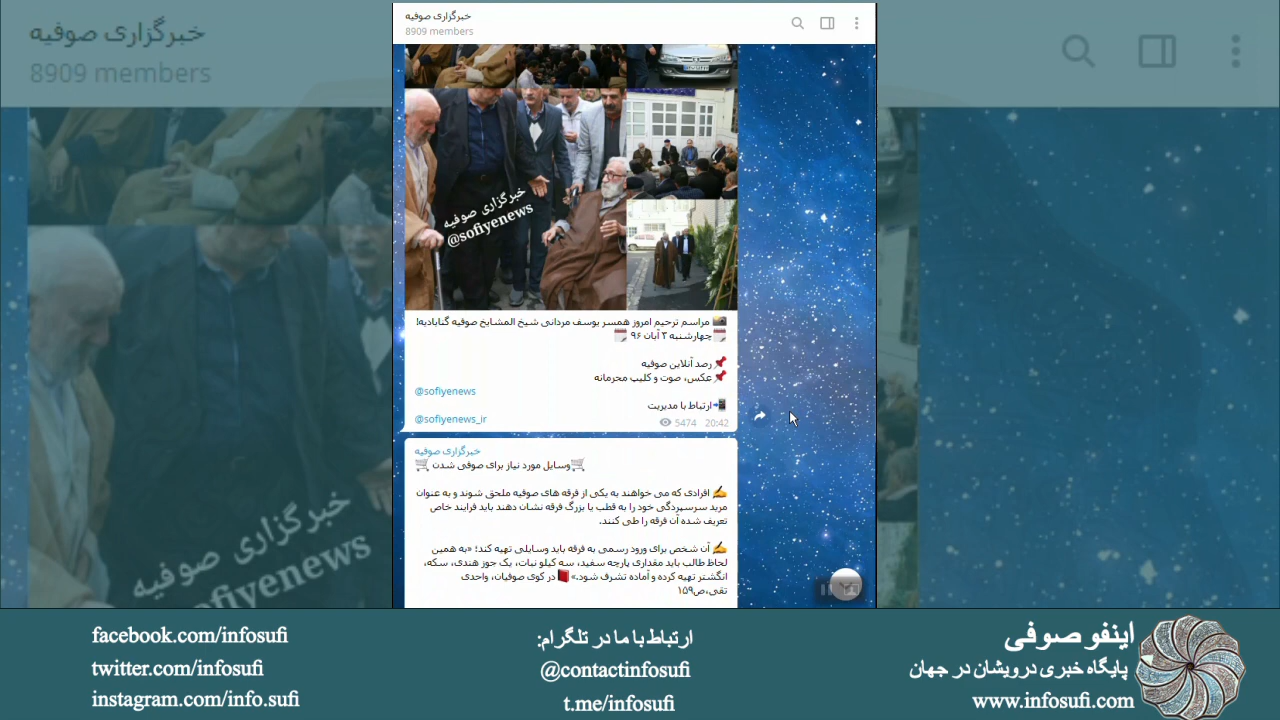 خبرگزاری صوفیه
8909 members
خبرگزاری صوفیه
8909 members
خبرگزاری صوفیه
@sofiyenews
خبرگزاری صوفیه
sofiyenews
مراسم ترحیم امروز همسر یوسف مردانی شیخ المشایخ صوفیه گنابادیه!
چهارشنبه ۳ آبان ۹۶
رصد آنلاین صوفیه
عکس، صوت و کلیپ محرمانه
@sofiyenews
ارتباط با مدیریت
@sofiyenews_ir
5474 20:42
خبرگزاری صوفیه
وسایل مورد نیاز برای صوفی شدن
افرادی که می خواهند به یکی از فرقه های صوفیه ملحق شوند و به عنوان
مرید سرسپردگی خود را به قطب یا بزرگ فرقه نشان دهند باید فرایند خاص
تعریف شده آن فرقه را طی کنند.
آن شخص برای ورود رسمی به فرقه باید وسایلی تهیه کند؛ «به همین
لحاظ طالب باید مقداری پارچه سفید، سه کیلو نبات، یک جوز هندی، سکه،
انگشتر تهیه کرده و آماده تشرف شود.» در کوی صوفیان، واحدی
تقی،ص۱۵۹
facebook.com/infosufi
twitter.com/infosufi
instagram.com/info.sufi
ارتباط با ما در تلگرام:
@contactinfosufi
t.me/infosufi
اینفو صوفی
پایگاه خبری درویشان در جهان
www.infosufi.com